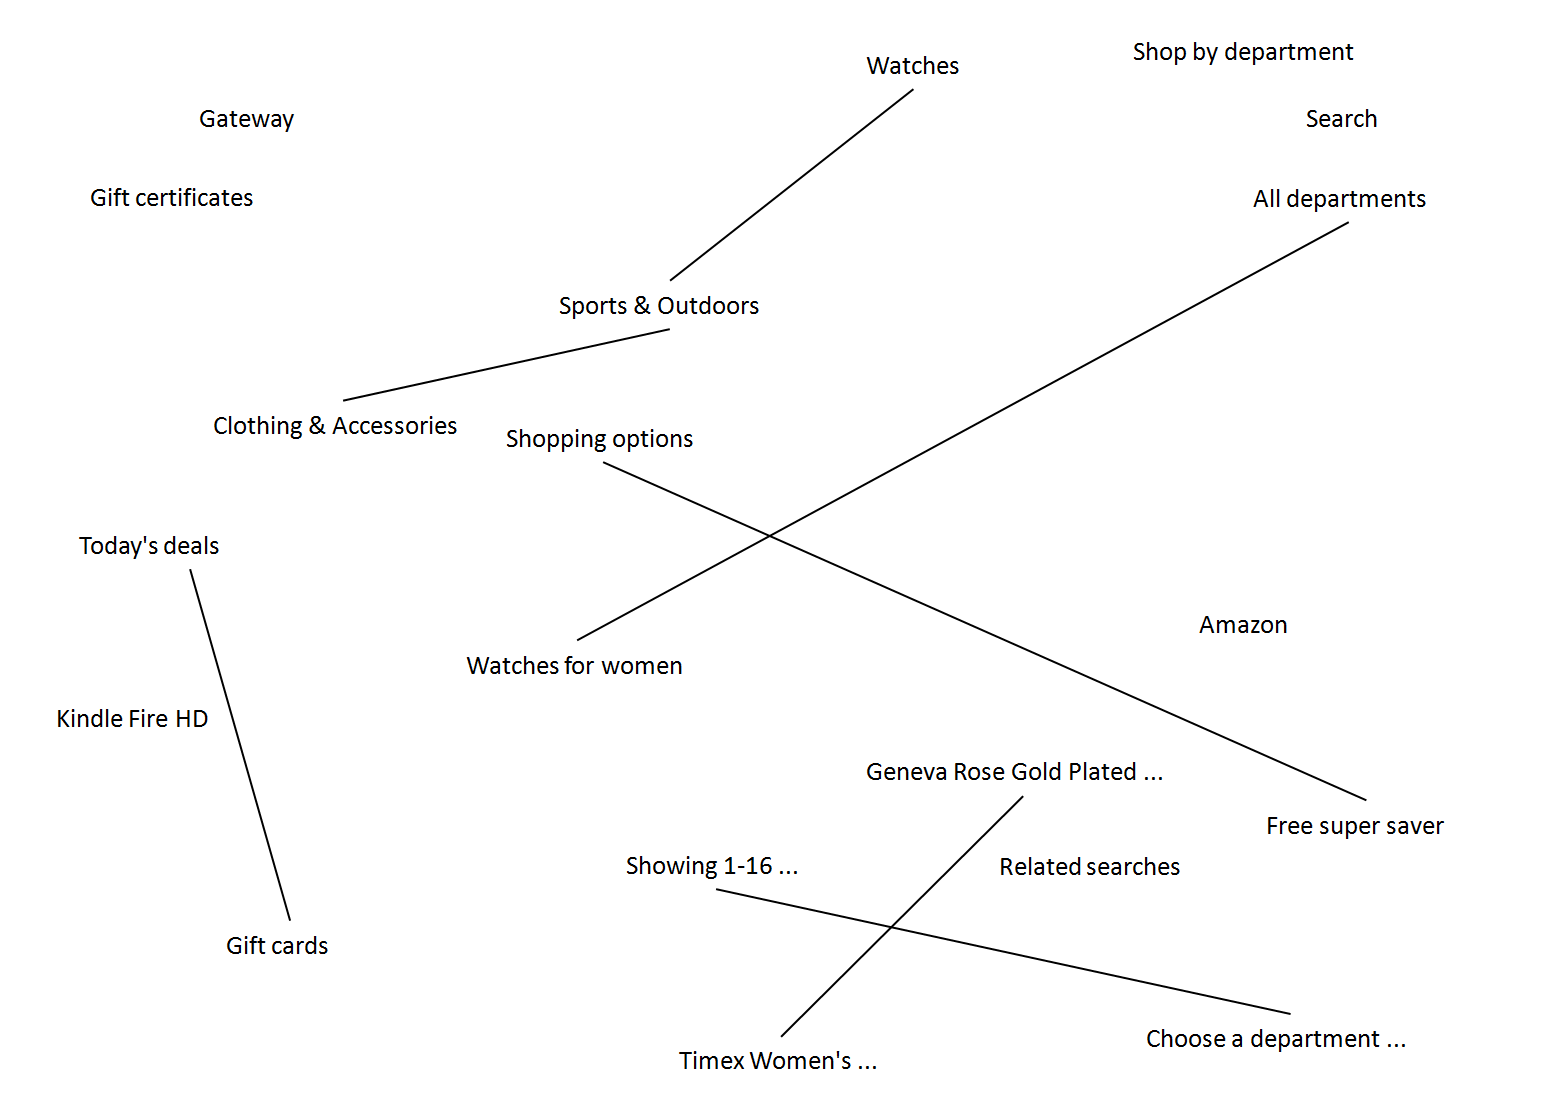 Shop by department
Watches
Gateway
Search
Gift certificates
All departments
Sports & Outdoors
Clothing & Accessories
Shopping options
Today's deals
Amazon
Watches for women
Kindle Fire HD
Geneva Rose Gold Plated ...
Free super saver
Showing 1-16 ...
Related searches
Gift cards
Choose a department ...
Timex Women's ...